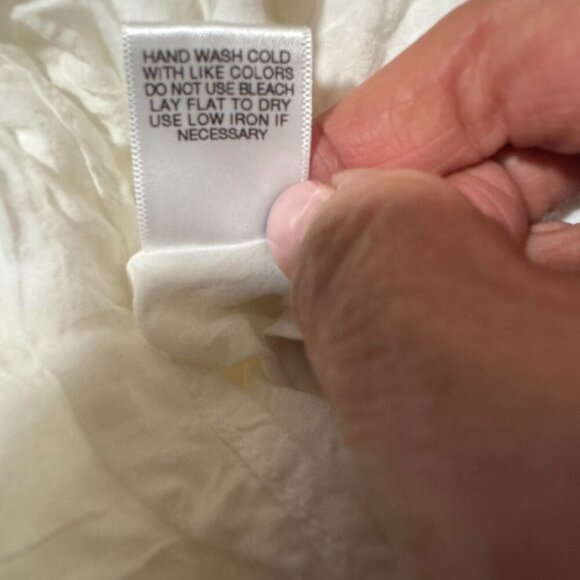 HAND WASH COLD
WITH LIKE COLORS
DO NOT USE BLEACH
LAY FLAT TO DRY
USE LOW IRON IF
NECESSARY